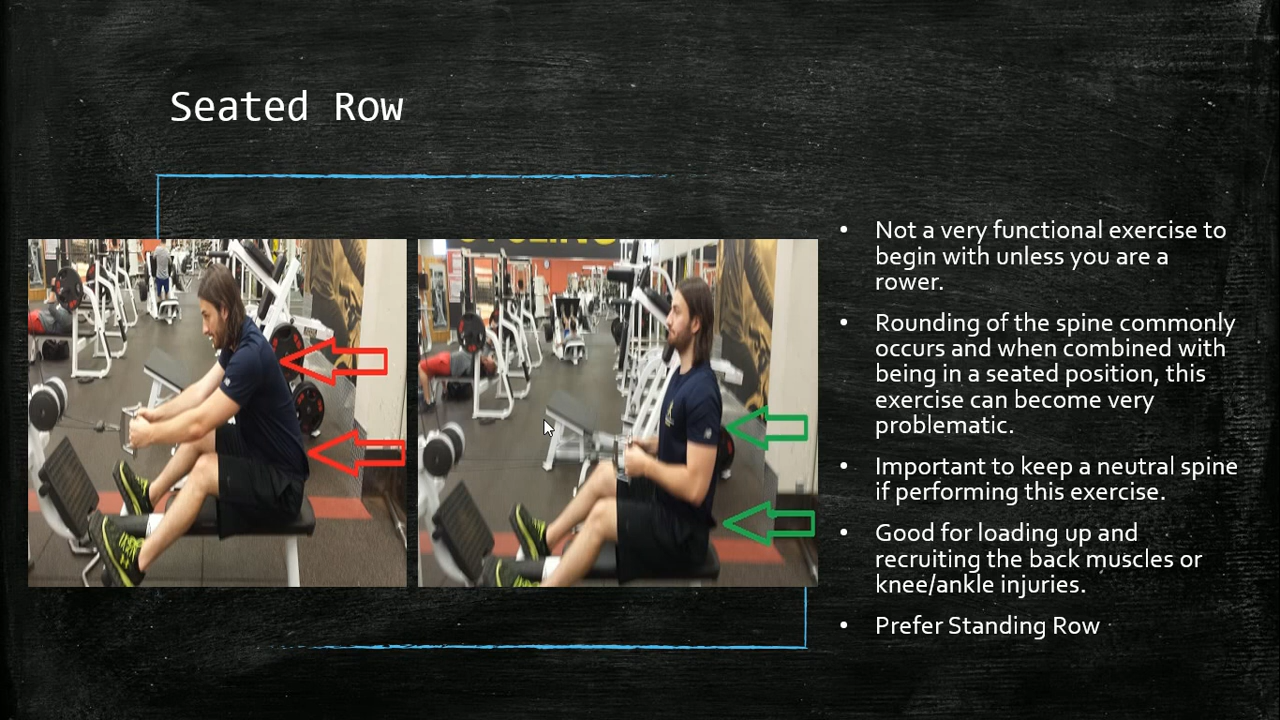 Seated Row
• Not a very functional exercise to
begin with unless you are a
rower.
• Rounding of the spine commonly
occurs and when combined with
being in a seated position, this
exercise can become very
problematic.
• Important to keep a neutral spine
if performing this exercise.
• Good for loading up and
recruiting the back muscles or
knee/ankle injuries.
• Prefer Standing Row